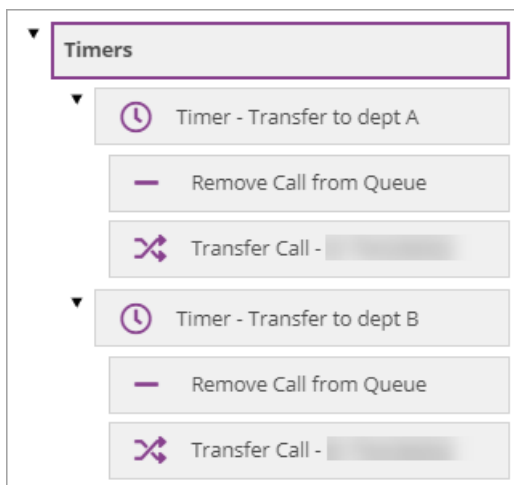 Timers
Timer - Transfer to dept A
Remove Call from Queue
Transfer Call -
Timer - Transfer to dept B
Remove Call from Queue
Transfer Call -